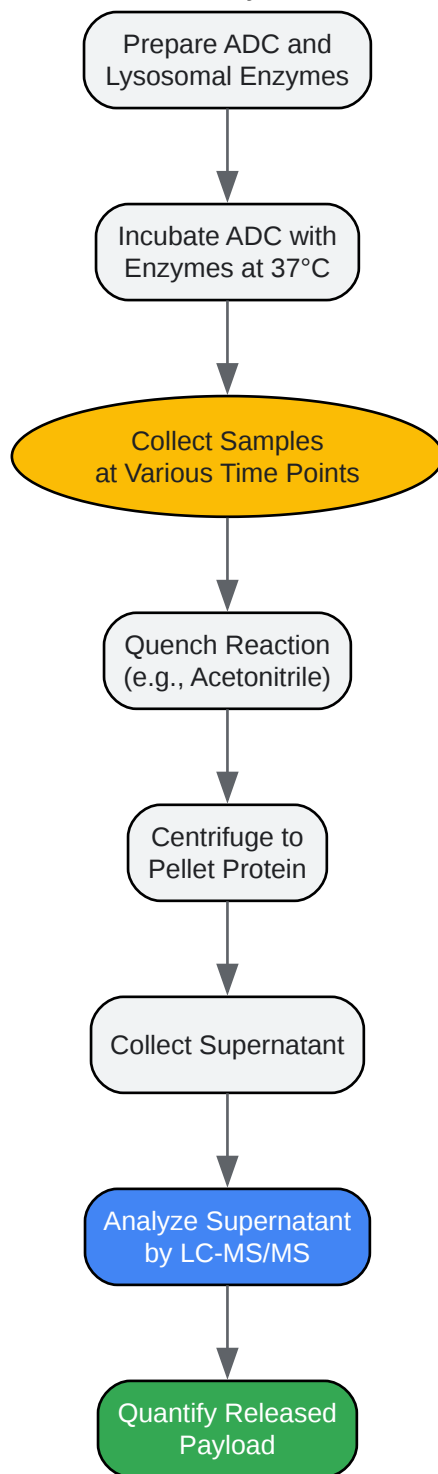 Prepare ADC and
Lysosomal Enzymes
Incubate ADC with
Enzymes at 37°C
Collect Samples
at Various Time Points
Quench Reaction
(e.g., Acetonitrile)
Centrifuge to
Pellet Protein
Collect Supernatant
Analyze Supernatant
by LC-MS/MS
Quantify Released
Payload